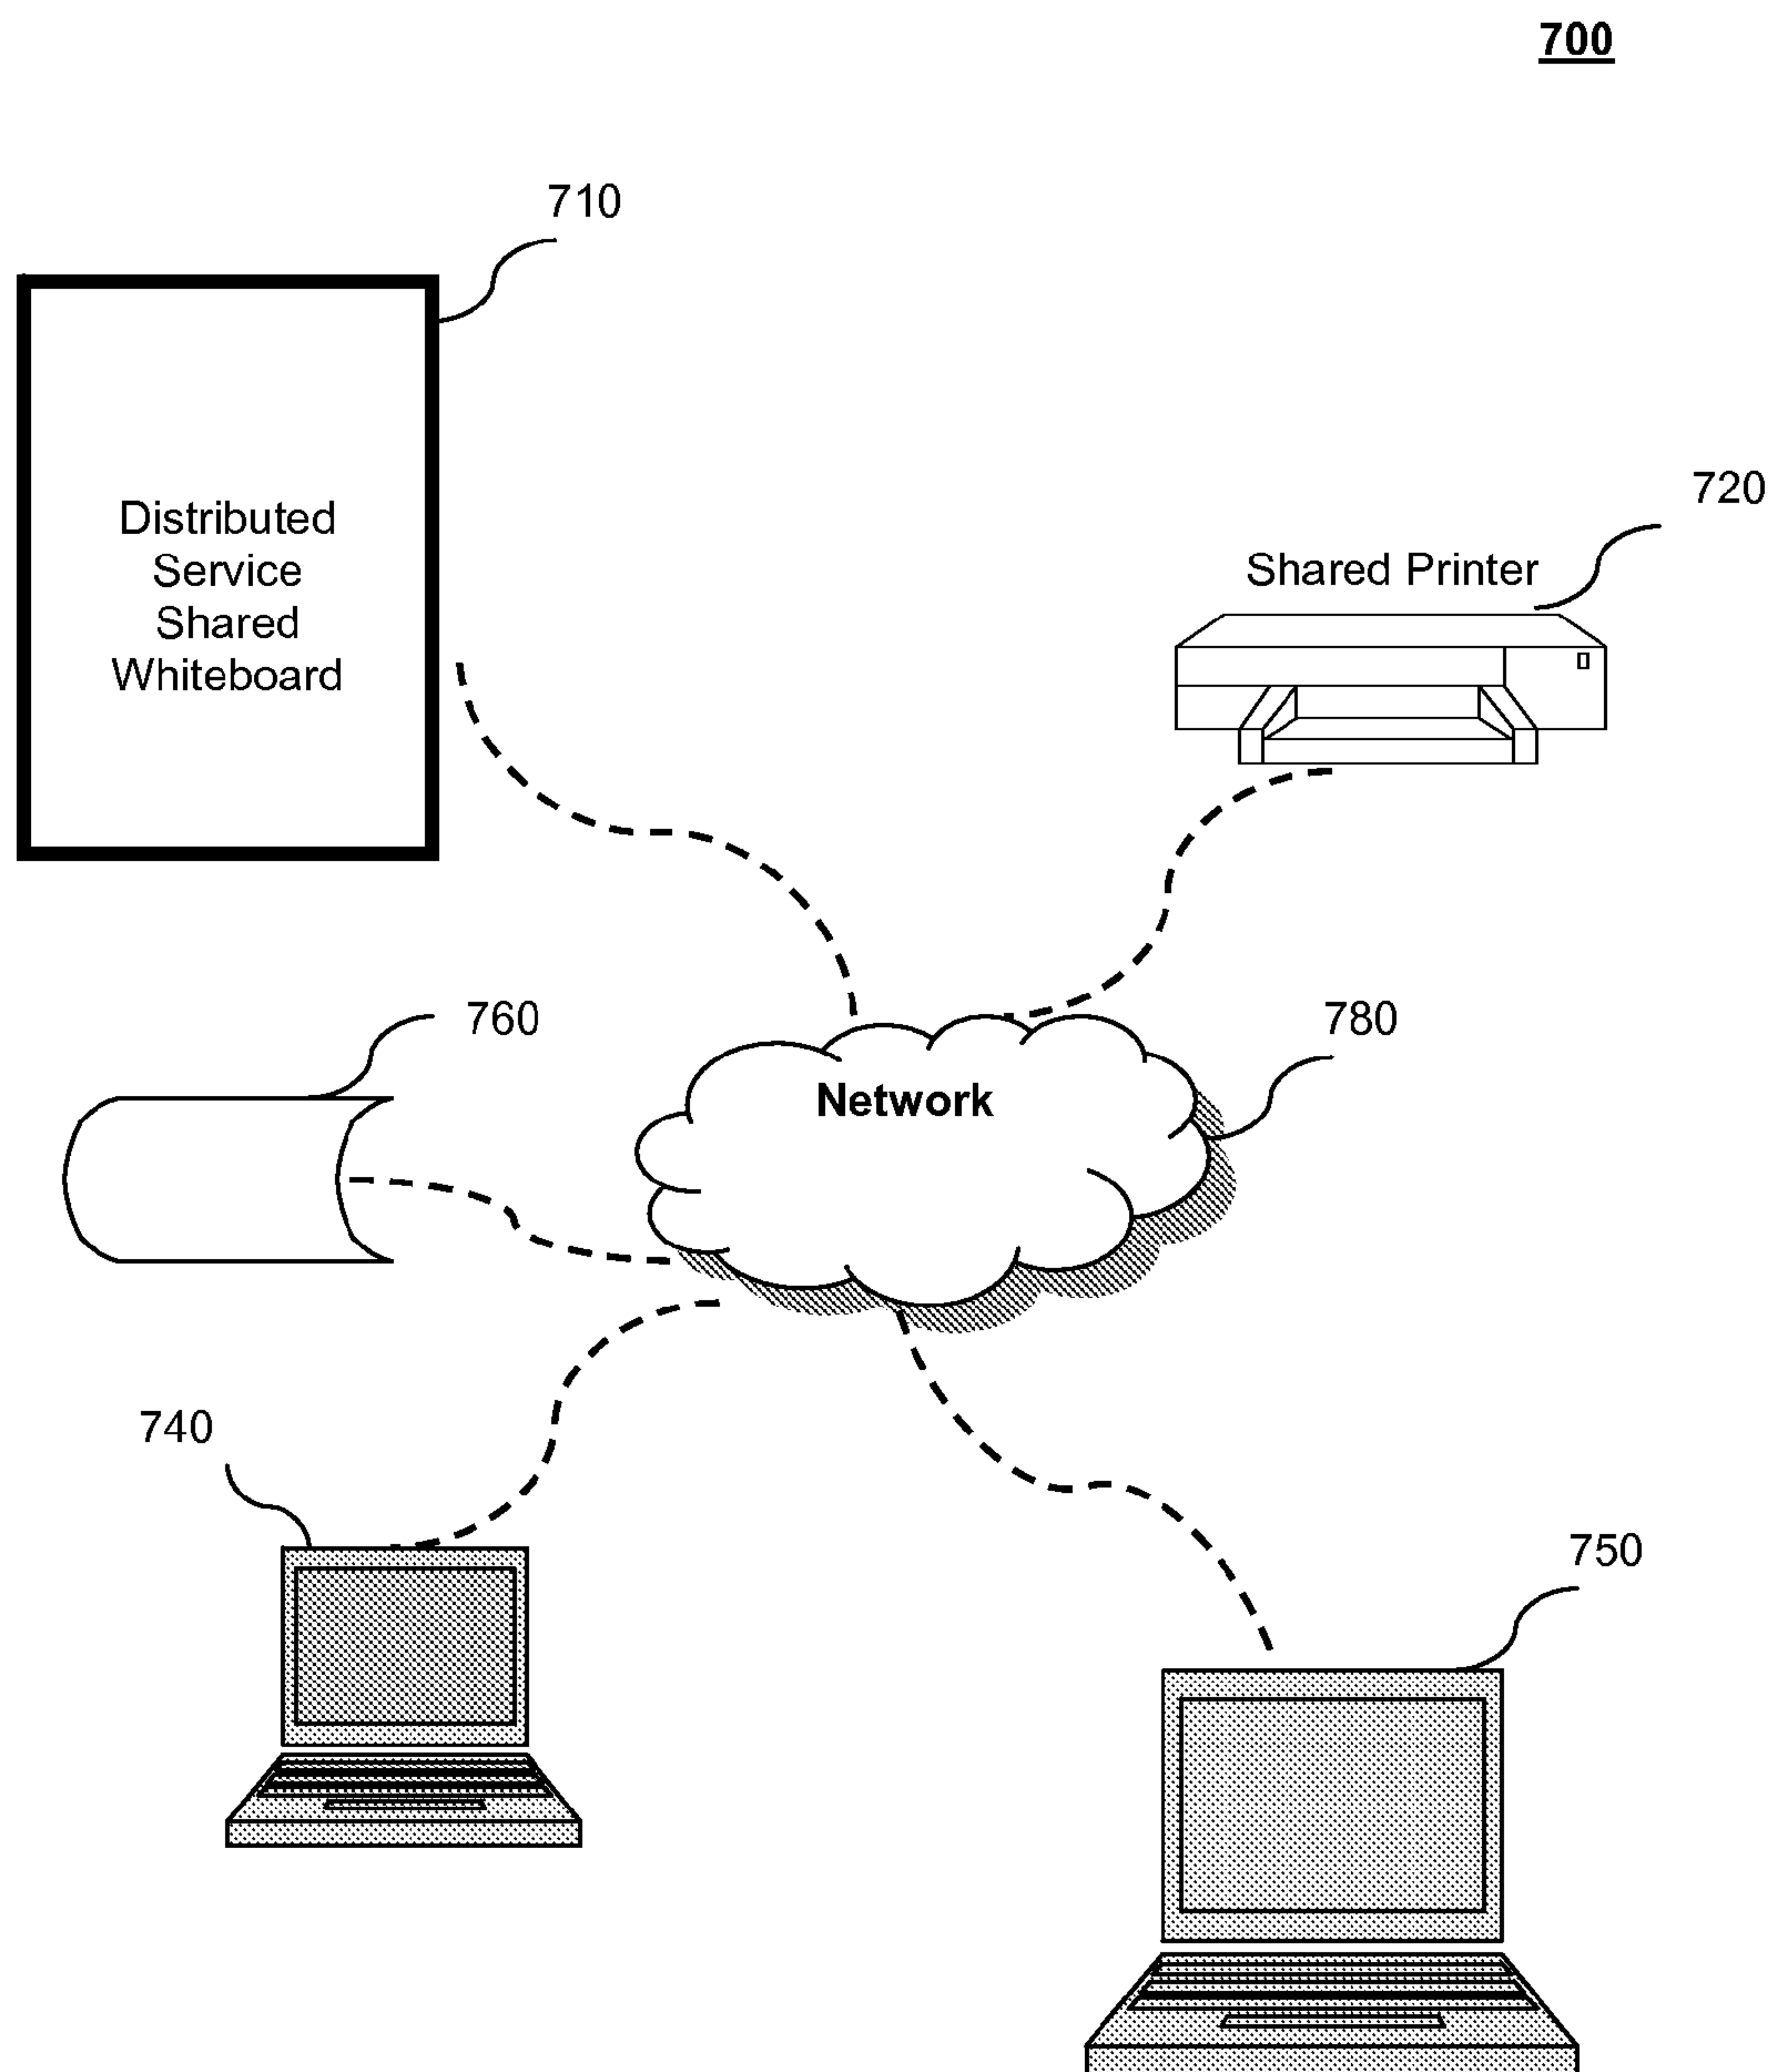 700
710
Distributed
Service
Shared
Whiteboard
720
Shared Printer
760
780
Network
740
750